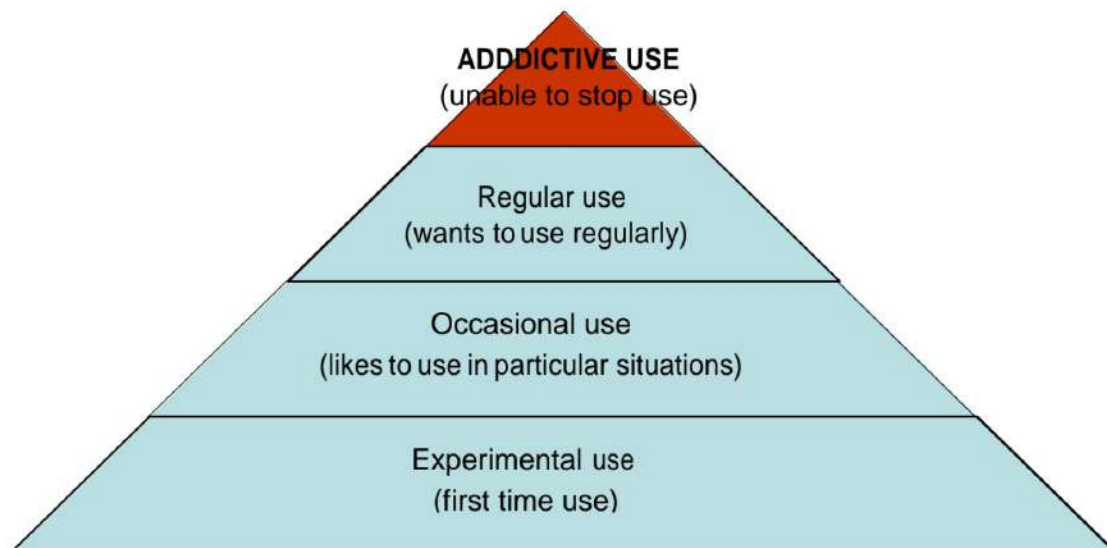 ADDDICTIVE USE
(unable to stop use)
Regular use
(wants to use regularly)
Occasional use
(likes to use in particular situations)
Experimental use
(first time use)